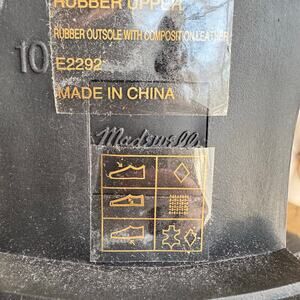 RUBBER UPPER
RUBBER OUTSOLE WITH COMPOSITION LEATHER
10
E2292
MADE IN CHINA
Madewell